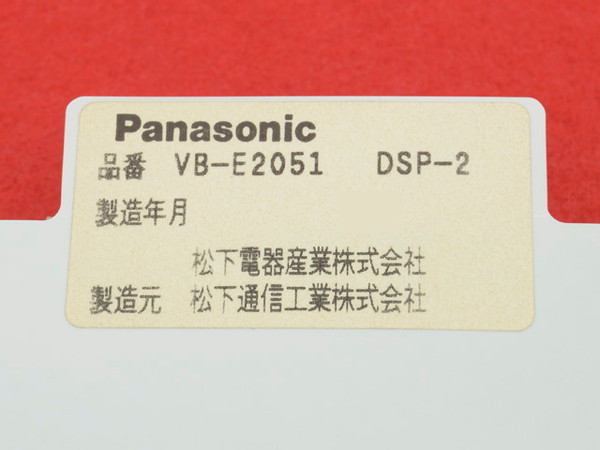 Panasonic
品番 VB-E2051 DSP-2
製造年月
松下電器産業株式会社
製造元 松下通信工業株式会社